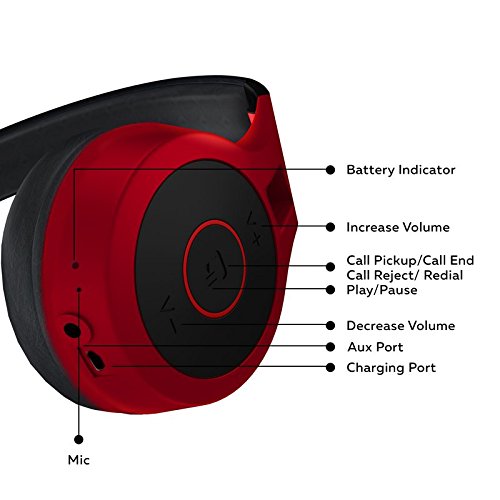 Battery Indicator
Increase Volume
Call Pickup/Call End
Call Reject/ Redial
Play/Pause
Decrease Volume
Aux Port
Charging Port
Mic